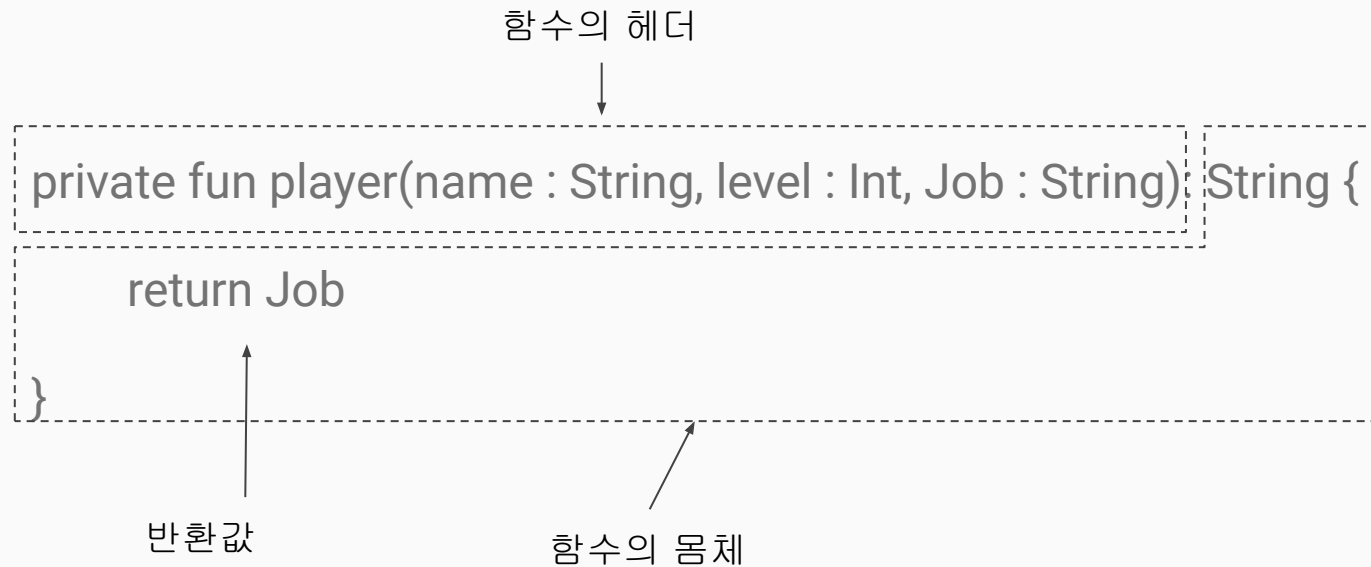 함수의 헤더
private fun player(name : String, level : Int, Job : String): String {
return Job
}
반환값
함수의 몸체